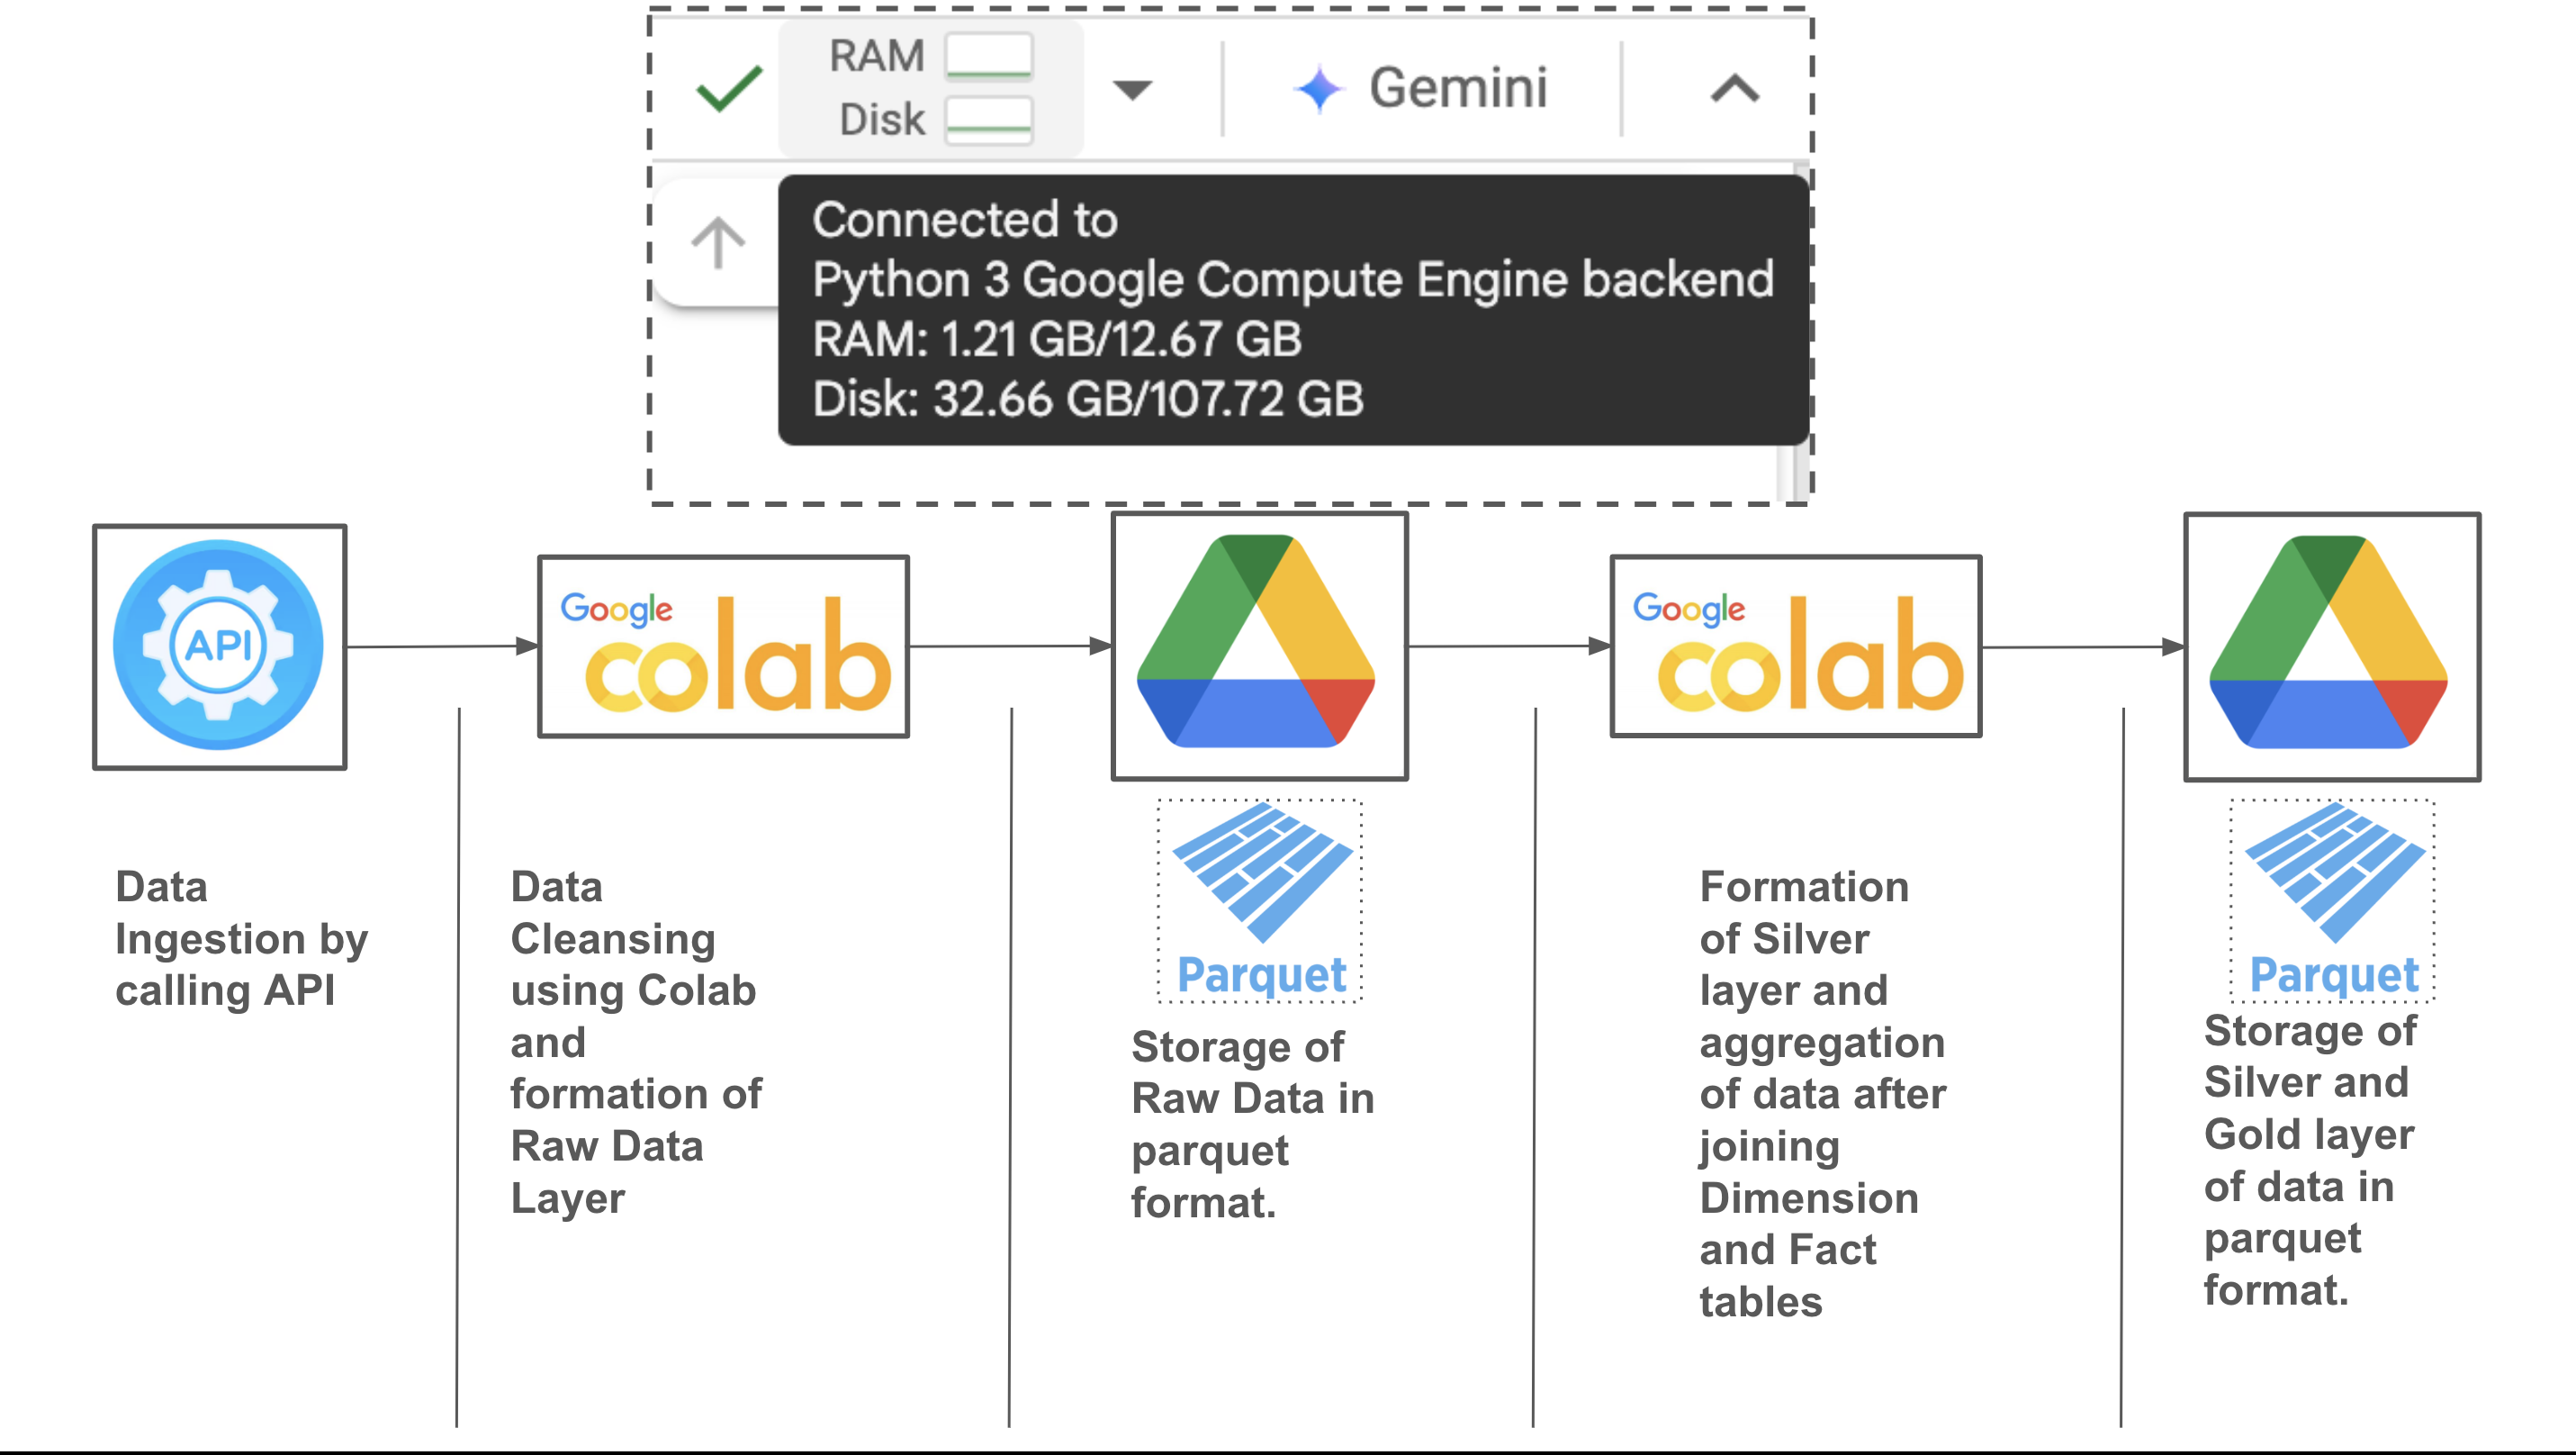 RAM
Disk
Gemini
Connected to
Python 3 Google Compute Engine backend
RAM: 1.21 GB/12.67 GB
Disk: 32.66 GB/107.72 GB
API
Google
colab
Google
colab
Data
Ingestion by
calling API
Data
Cleansing
using Colab
and
formation of
Raw Data
Layer
Parquet
Storage of
Raw Data in
parquet
format.
Formation
of Silver
layer and
aggregation
of data after
joining
Dimension
and Fact
tables
Parquet
Storage of
Silver and
Gold layer
of data in
parquet
format.